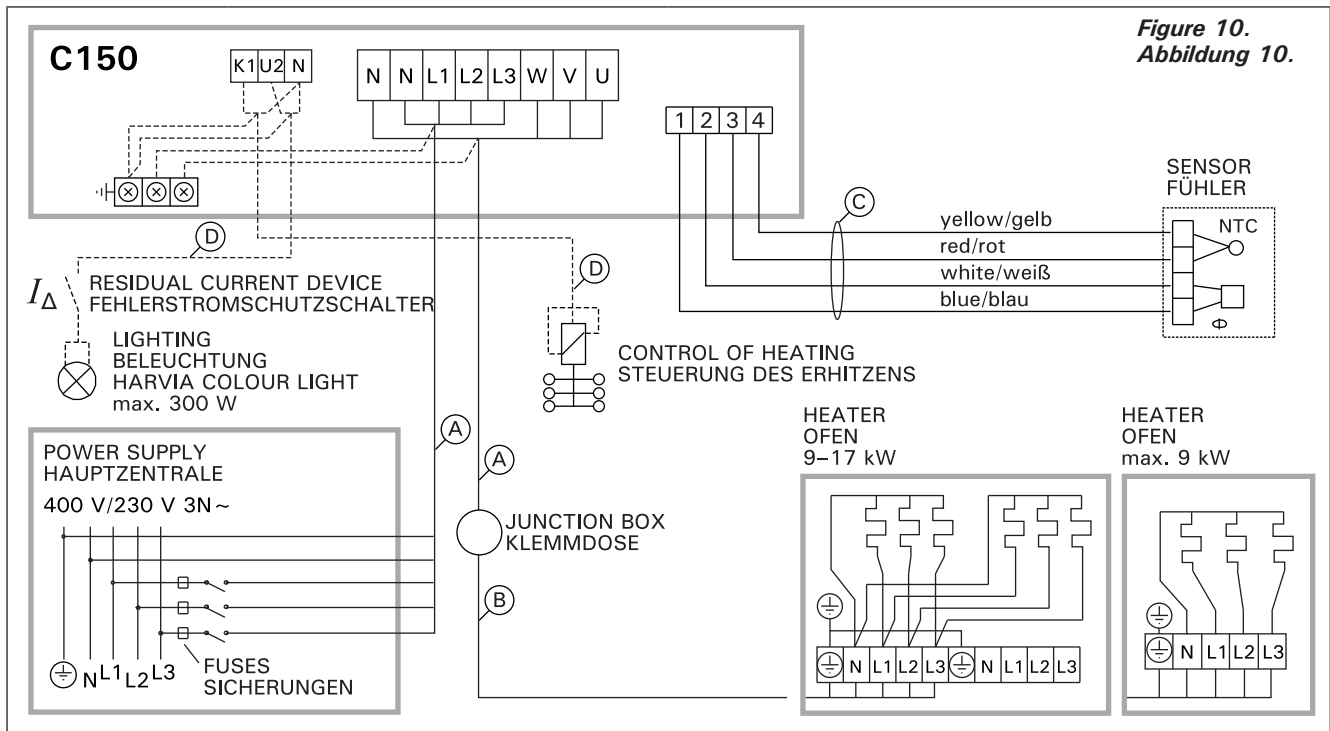 Figure 10.
Abbildung 10.
C150
K1 U2 N
N N L1 L2 L3 W V U
1 2 3 4
SENSOR
FÜHLER
NTC
C
yellow/gelb
red/rot
white/weiß
blue/blau
D
I∆
RESIDUAL CURRENT DEVICE
FEHLERSTROMSCHUTZSCHALTER
LIGHTING
BELEUCHTUNG
HARVIA COLOUR LIGHT
max. 300 W
D
CONTROL OF HEATING
STEUERUNG DES ERHITZENS
A
A
JUNCTION BOX
KLEMMDOSE
B
POWER SUPPLY
HAUPTZENTRALE
400 V/230 V 3N~
N L1 L2 L3
FUSES
SICHERUNGEN
HEATER
OFEN
9–17 kW
N L1 L2 L3 N L1 L2 L3
HEATER
OFEN
max. 9 kW
N L1 L2 L3